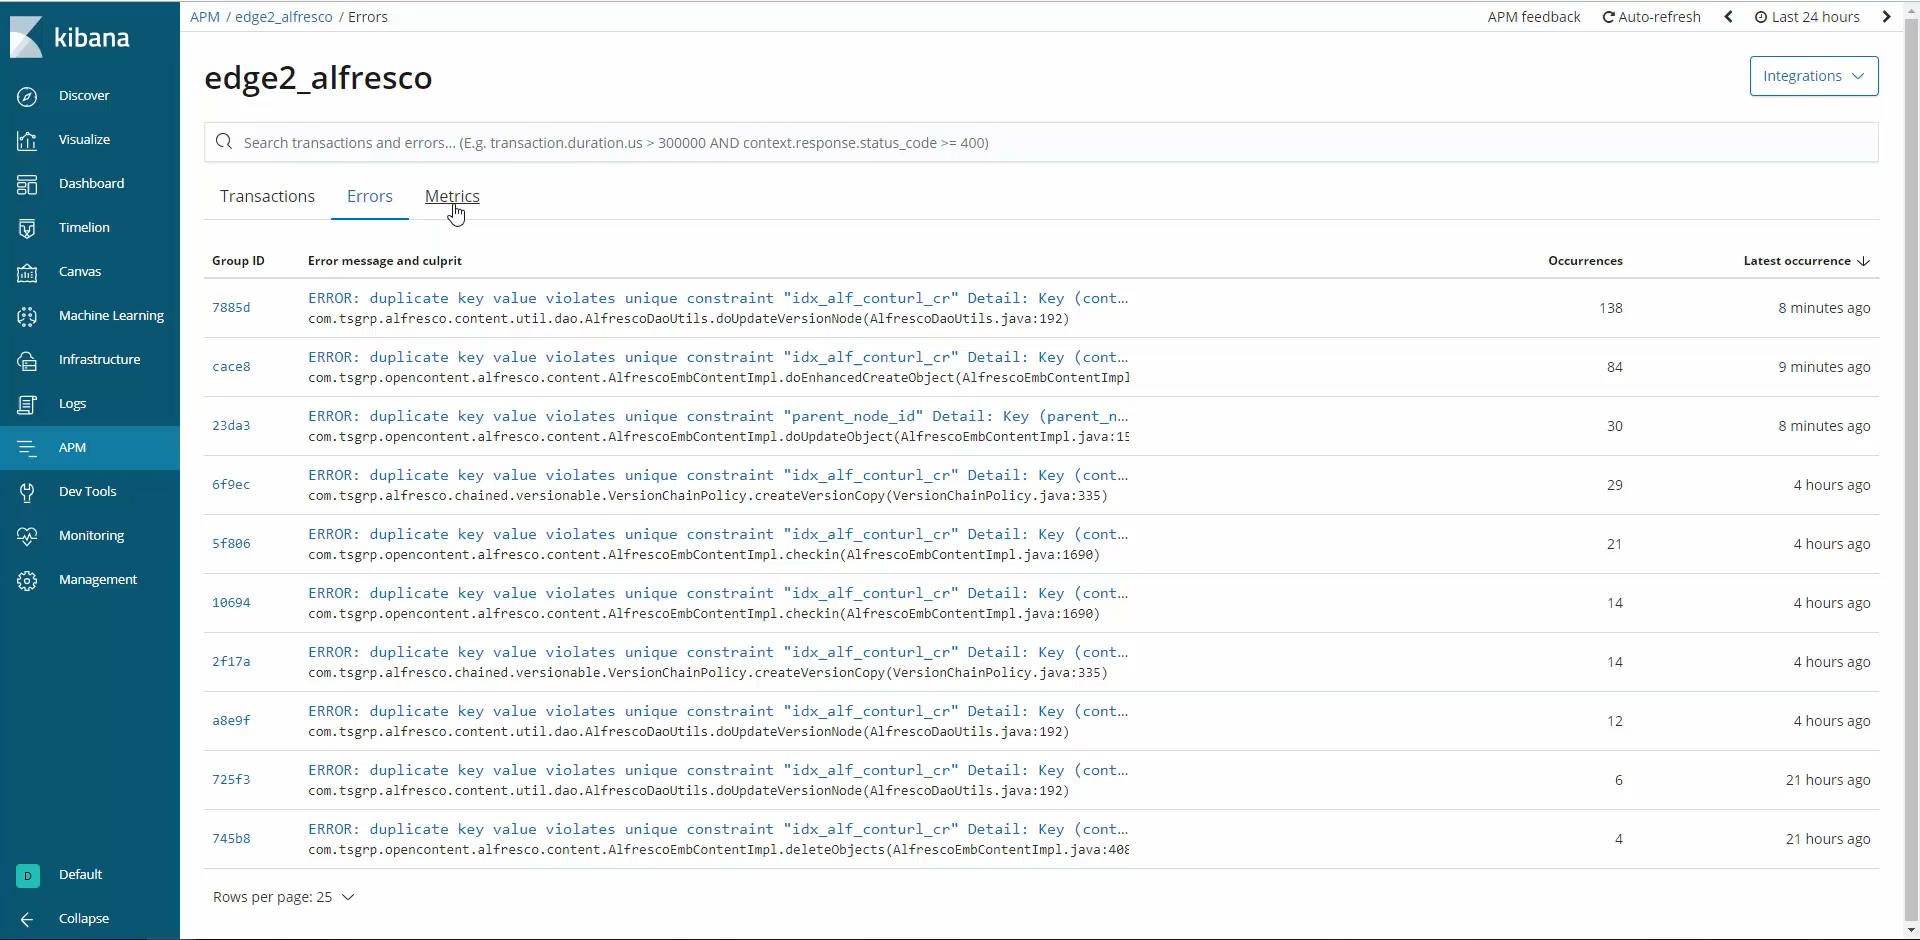 kibana
Discover
Visualize
Dashboard
Timelion
Canvas
Machine Learning
Infrastructure
Logs
APM
Dev Tools
Monitoring
Management
D Default
Collapse
APM / edge2_alfresco / Errors
APM feedback Auto-refresh Last 24 hours
edge2_alfresco
Integrations
Search transactions and errors... (E.g. transaction.duration.us > 300000 AND context.response.status_code >= 400)
Transactions Errors Metrics
Group ID Error message and culprit Occurrences Latest occurrence
7885d ERROR: duplicate key value violates unique constraint "idx_alf_conturl_cr" Detail: Key (cont... 138 8 minutes ago
com.tsgrp.alfresco.content.util.dao.AlfrescoDaoUtils.doUpdateVersionNode(AlfrescoDaoUtils.java:192)
cace8 ERROR: duplicate key value violates unique constraint "idx_alf_conturl_cr" Detail: Key (cont... 84 9 minutes ago
com.tsgrp.opencontent.alfresco.content.AlfrescoEmbContentImpl.doEnhancedCreateObject(AlfrescoEmbContentImpl
23da3 ERROR: duplicate key value violates unique constraint "parent_node_id" Detail: Key (parent_n... 30 8 minutes ago
com.tsgrp.opencontent.alfresco.content.AlfrescoEmbContentImpl.doUpdateObject(AlfrescoEmbContentImpl.java:15
6f9ec ERROR: duplicate key value violates unique constraint "idx_alf_conturl_cr" Detail: Key (cont... 29 4 hours ago
com.tsgrp.alfresco.chained.versionable.VersionChainPolicy.createVersionCopy(VersionChainPolicy.java:335)
5f806 ERROR: duplicate key value violates unique constraint "idx_alf_conturl_cr" Detail: Key (cont... 21 4 hours ago
com.tsgrp.opencontent.alfresco.content.AlfrescoEmbContentImpl.checkin(AlfrescoEmbContentImpl.java:1690)
10694 ERROR: duplicate key value violates unique constraint "idx_alf_conturl_cr" Detail: Key (cont... 14 4 hours ago
com.tsgrp.opencontent.alfresco.content.AlfrescoEmbContentImpl.checkin(AlfrescoEmbContentImpl.java:1690)
2f17a ERROR: duplicate key value violates unique constraint "idx_alf_conturl_cr" Detail: Key (cont... 14 4 hours ago
com.tsgrp.alfresco.chained.versionable.VersionChainPolicy.createVersionCopy(VersionChainPolicy.java:335)
a8e9f ERROR: duplicate key value violates unique constraint "idx_alf_conturl_cr" Detail: Key (cont... 12 4 hours ago
com.tsgrp.alfresco.content.util.dao.AlfrescoDaoUtils.doUpdateVersionNode(AlfrescoDaoUtils.java:192)
725f3 ERROR: duplicate key value violates unique constraint "idx_alf_conturl_cr" Detail: Key (cont... 6 21 hours ago
com.tsgrp.alfresco.content.util.dao.AlfrescoDaoUtils.doUpdateVersionNode(AlfrescoDaoUtils.java:192)
745b8 ERROR: duplicate key value violates unique constraint "idx_alf_conturl_cr" Detail: Key (cont... 4 21 hours ago
com.tsgrp.opencontent.alfresco.content.AlfrescoEmbContentImpl.deleteObjects(AlfrescoEmbContentImpl.java:408
Rows per page: 25